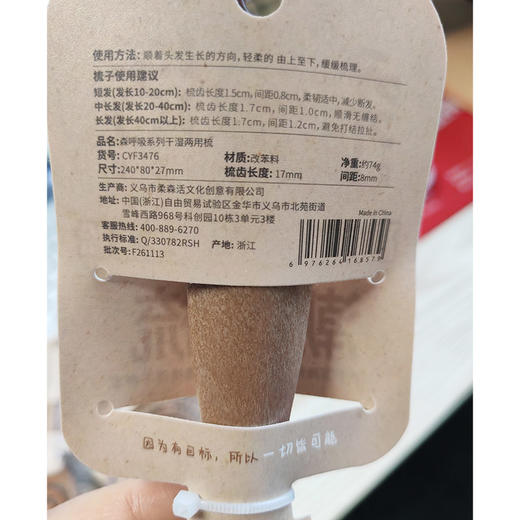 使用方法：顺着头发生长的方向，轻柔的 由上至下，缓缓梳理。
梳子使用建议
短发(发长10-20cm)：梳齿长度1.5cm，间距0.8cm，柔韧适中，减少断发。
中长发(发长20-40cm)：梳齿长度1.7cm，间距1.0cm，顺滑无缠结。
长发(发长40cm以上)：梳齿长度1.7cm，间距1.2cm，避免打结拉扯。
品名：森呼吸系列干湿两用梳
货号：CYF3476 材质：改苯料 净重：约74g
尺寸：240*80*27mm 梳齿长度：17mm 间距：8mm
生产商：义乌市柔森活文化创意有限公司 Made in China
地址：中国(浙江)自由贸易试验区金华市义乌市北苑街道
雪峰西路968号科创园10栋3单元3楼
客服热线：400-889-6270
执行标准：Q/330782RSH 产地：浙江
批次号：F261113
6 976264 168579
因为有目标，所以一切皆可能